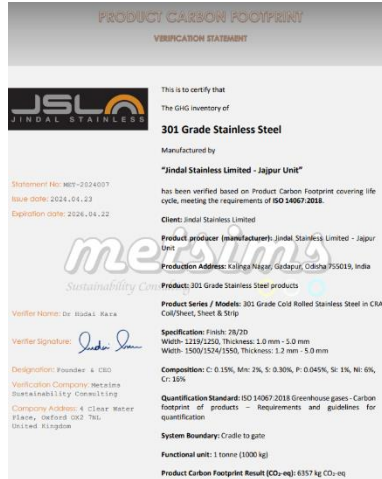 PRODUCT CARBON FOOTPRINT
VERIFICATION STATEMENT
JSL
JINDAL STAINLESS
Statement No: MET-2024007
Issue date: 2024.04.23
Expiration date: 2026.04.22
Verifier Name: Dr Hudai Kara
Verifier Signature:
Designation: Founder & CEO
Verification Company: Metsims
Sustainability Consulting
Company Address: 4 Clear Water
Place, Oxford OX2 7NL
United Kingdom
This is to certify that
The GHG inventory of
301 Grade Stainless Steel
Manufactured by
"Jindal Stainless Limited - Jajpur Unit"
has been verified based on Product Carbon Footprint covering life
cycle, meeting the requirements of ISO 14067:2018.
Client: Jindal Stainless Limited
Product producer (manufacturer): Jindal Stainless Limited - Jajpur
Unit
Production Address: Kalinga Nagar, Gadapur, Odisha 755019, India
Product: 301 Grade Stainless Steel products
Product Series / Models: 301 Grade Cold Rolled Stainless Steel in CRA
Coil/Sheet, Sheet & Strip
Specification: Finish: 2B/2D
Width- 1219/1250, Thickness: 1.0 mm - 5.0 mm
Width- 1500/1524/1550, Thickness: 1.2 mm - 5.0 mm
Composition: C: 0.15%, Mn: 2%, S: 0.30%, P: 0.045%, Si: 1%, Ni: 6%,
Cr: 16%
Quantification Standard: ISO 14067:2018 Greenhouse gases - Carbon
footprint of products – Requirements and guidelines for
quantification
System Boundary: Cradle to gate
Functional unit: 1 tonne (1000 kg)
Product Carbon Footprint Result (CO₂-eq): 6357 kg CO₂-eq
metsims
Sustainability Consulting